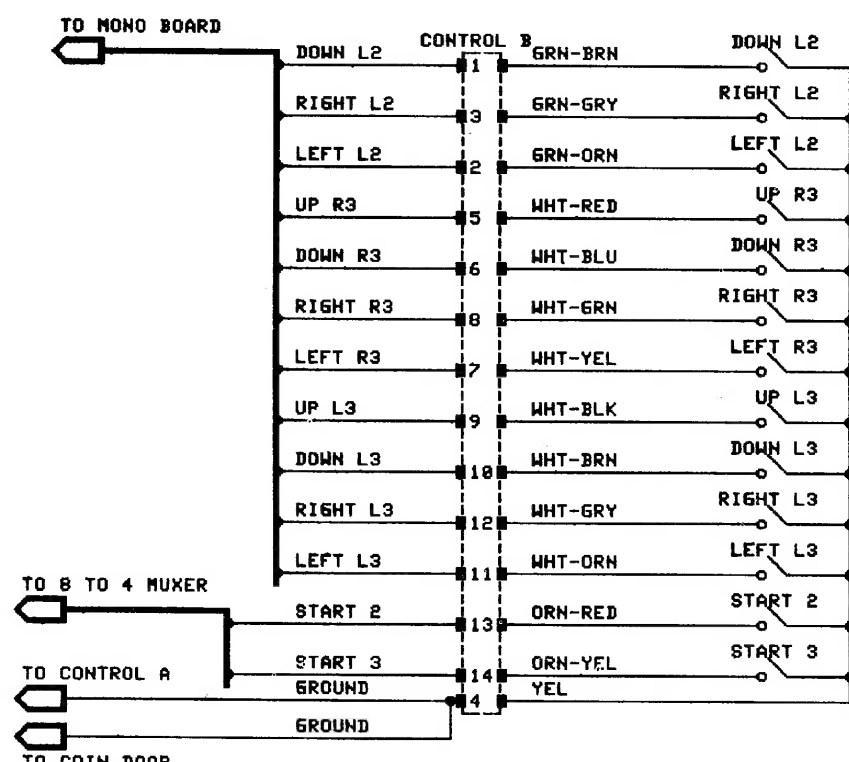 TO MONO BOARD
CONTROL B
DOWN L2 1 GRN-BRN DOWN L2
RIGHT L2 3 GRN-GRY RIGHT L2
LEFT L2 2 GRN-ORN LEFT L2
UP R3 5 WHT-RED UP R3
DOWN R3 6 WHT-BLU DOWN R3
RIGHT R3 8 WHT-GRN RIGHT R3
LEFT R3 7 WHT-YEL LEFT R3
UP L3 9 WHT-BLK UP L3
DOWN L3 10 WHT-BRN DOWN L3
RIGHT L3 12 WHT-GRY RIGHT L3
LEFT L3 11 WHT-ORN LEFT L3
TO 8 TO 4 MUXER
START 2 13 ORN-RED START 2
START 3 14 ORN-YEL START 3
TO CONTROL A
GROUND 4 YEL
GROUND
TO COIN DOOR